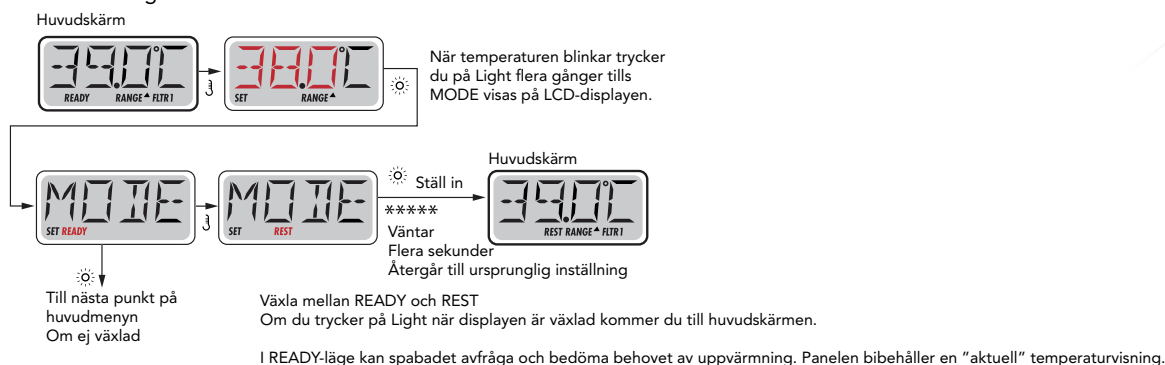 Huvudskärm
39.0°C
READY RANGE FLTR1
38.0°C
SET RANGE
När temperaturen blinkar trycker
du på Light flera gånger tills
MODE visas på LCD-displayen.
MODE
SET READY
MODE
SET REST
Ställ in
*****
Väntar
Flera sekunder
Återgår till ursprunglig inställning
Huvudskärm
39.0°C
REST RANGE FLTR1
Till nästa punkt på
huvudmenyn
Om ej växlad
Växla mellan READY och REST
Om du trycker på Light när displayen är växlad kommer du till huvudskärmen.
I READY-läge kan spabadet avfråga och bedöma behovet av uppvärmning. Panelen bibehåller en ”aktuell” temperaturvisning.